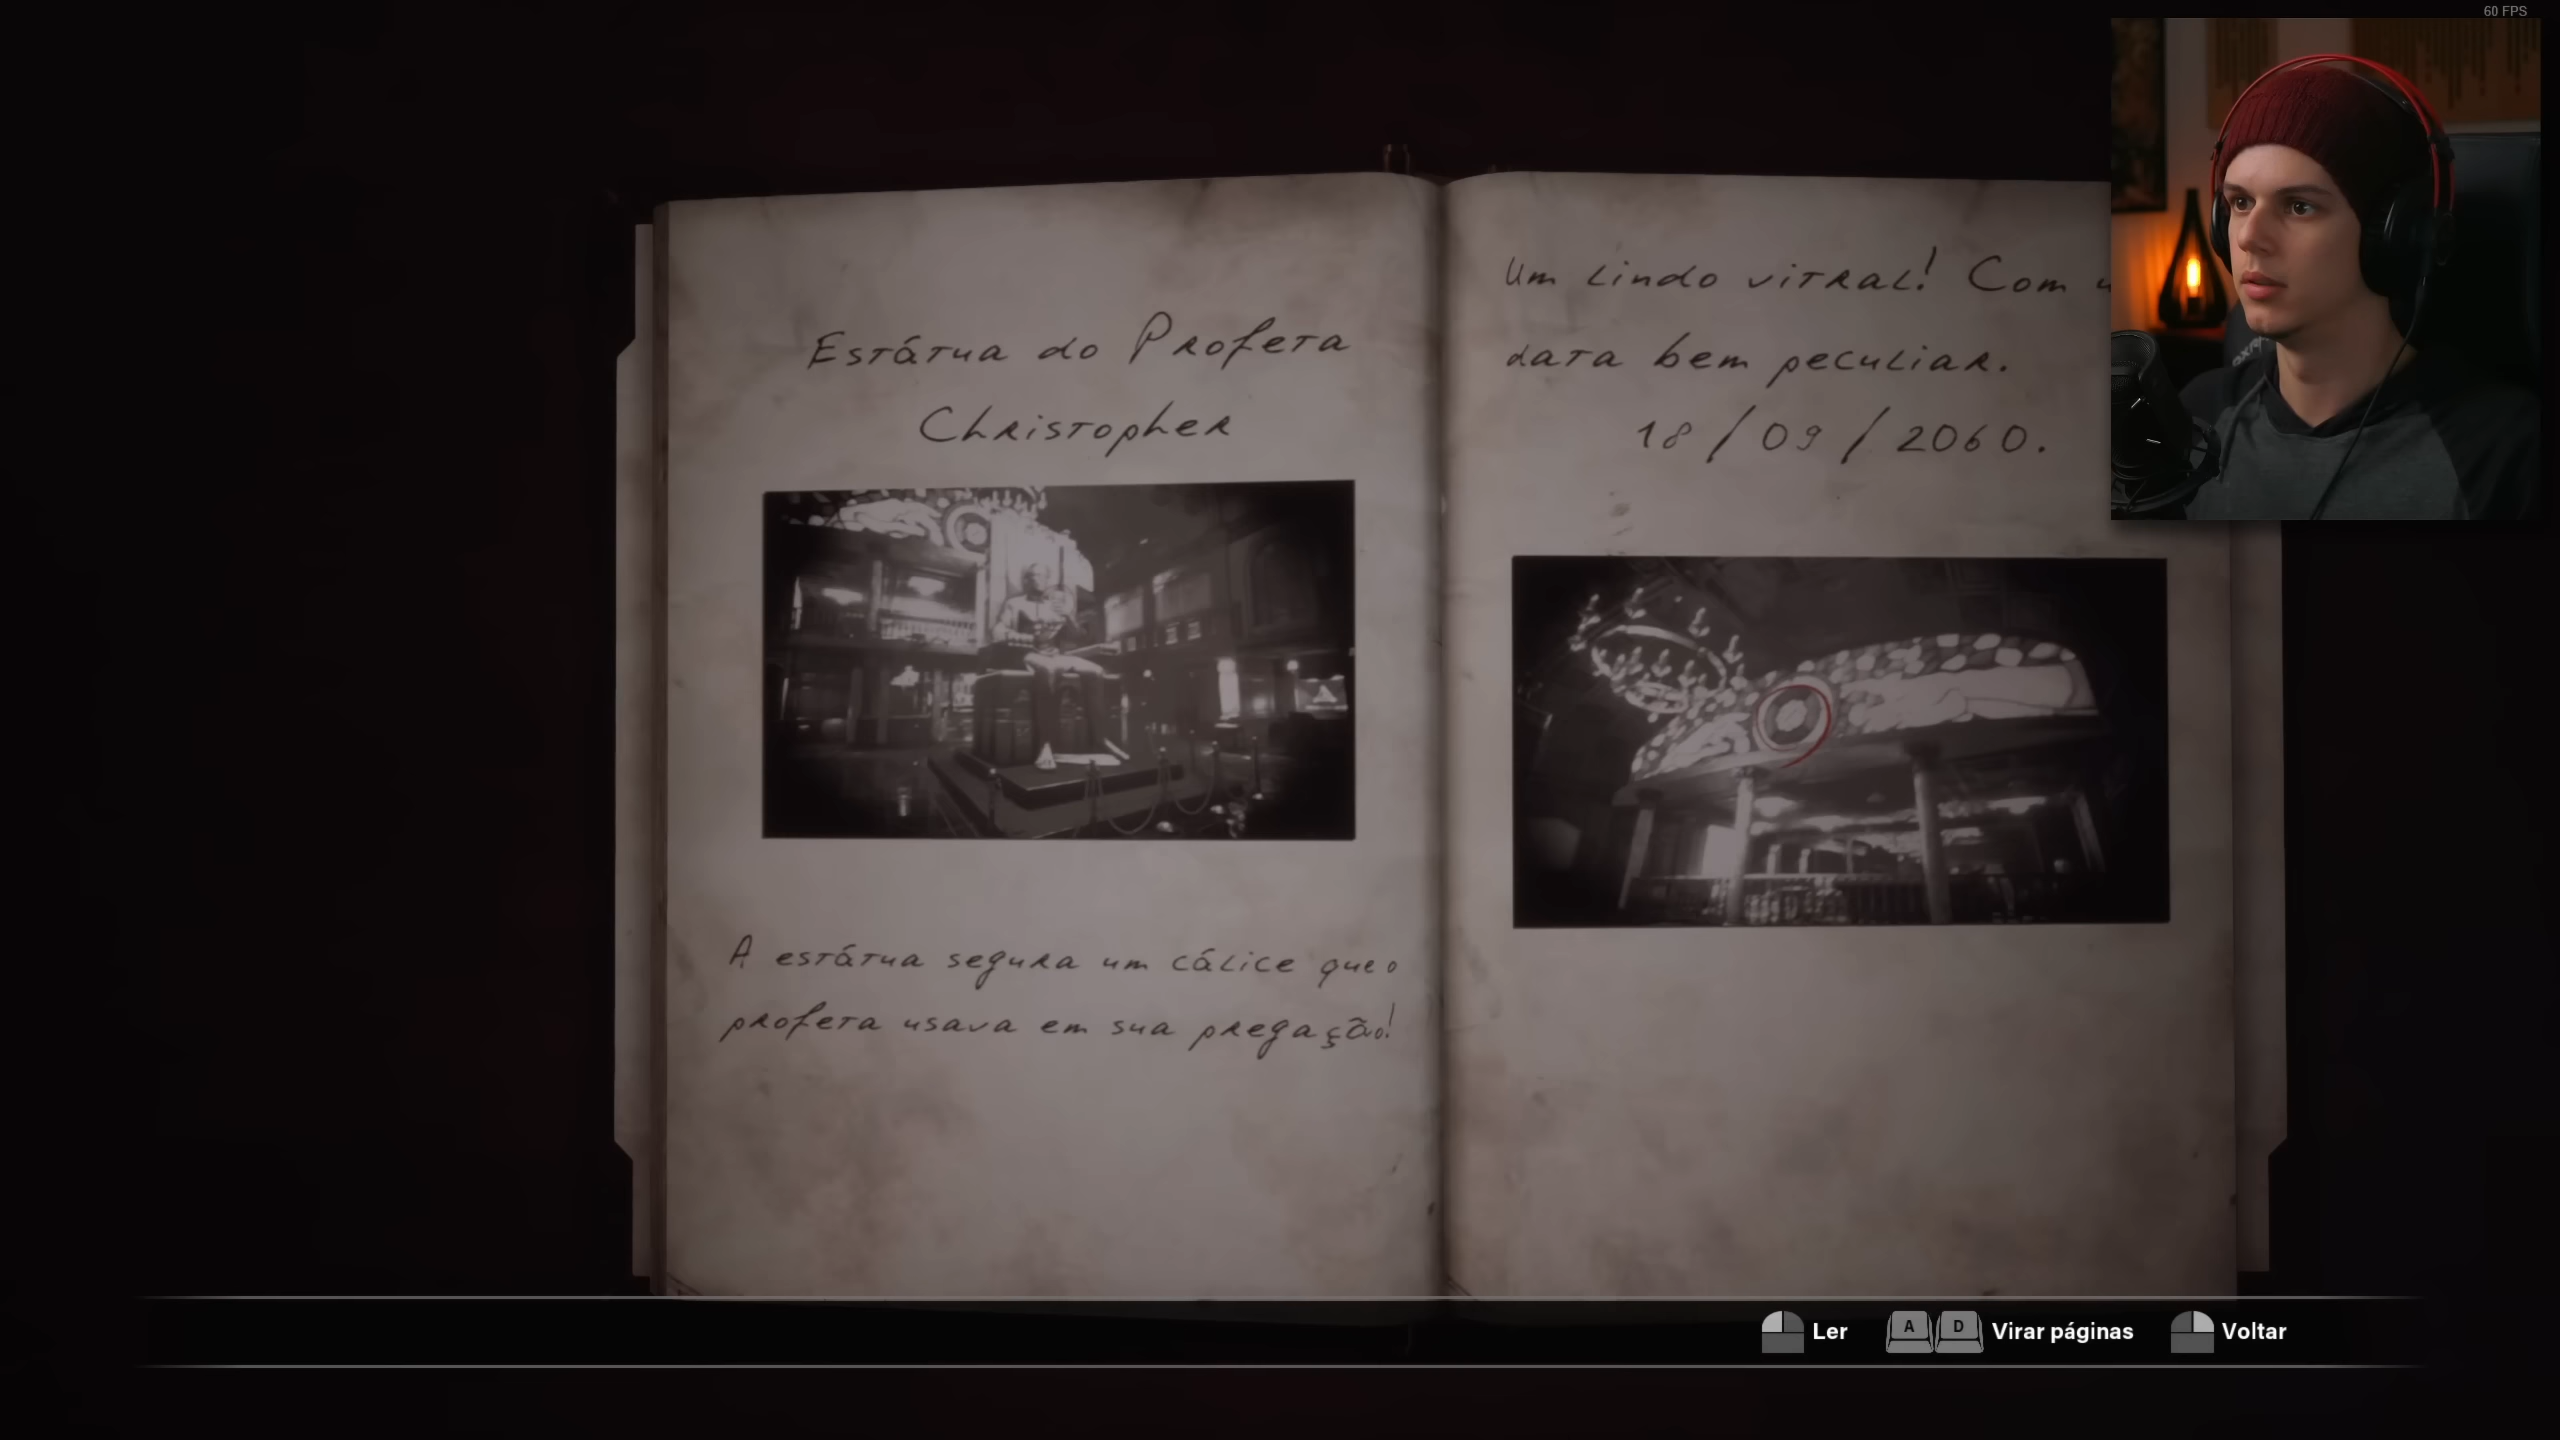 60 FPS
Estátua do Profeta
Christopher
A estátua segura um cálice que o
profeta usava em sua pregação!
Um lindo vitral! Com
data bem peculiar.
18/09/2060.
Ler
A D Virar páginas
Voltar